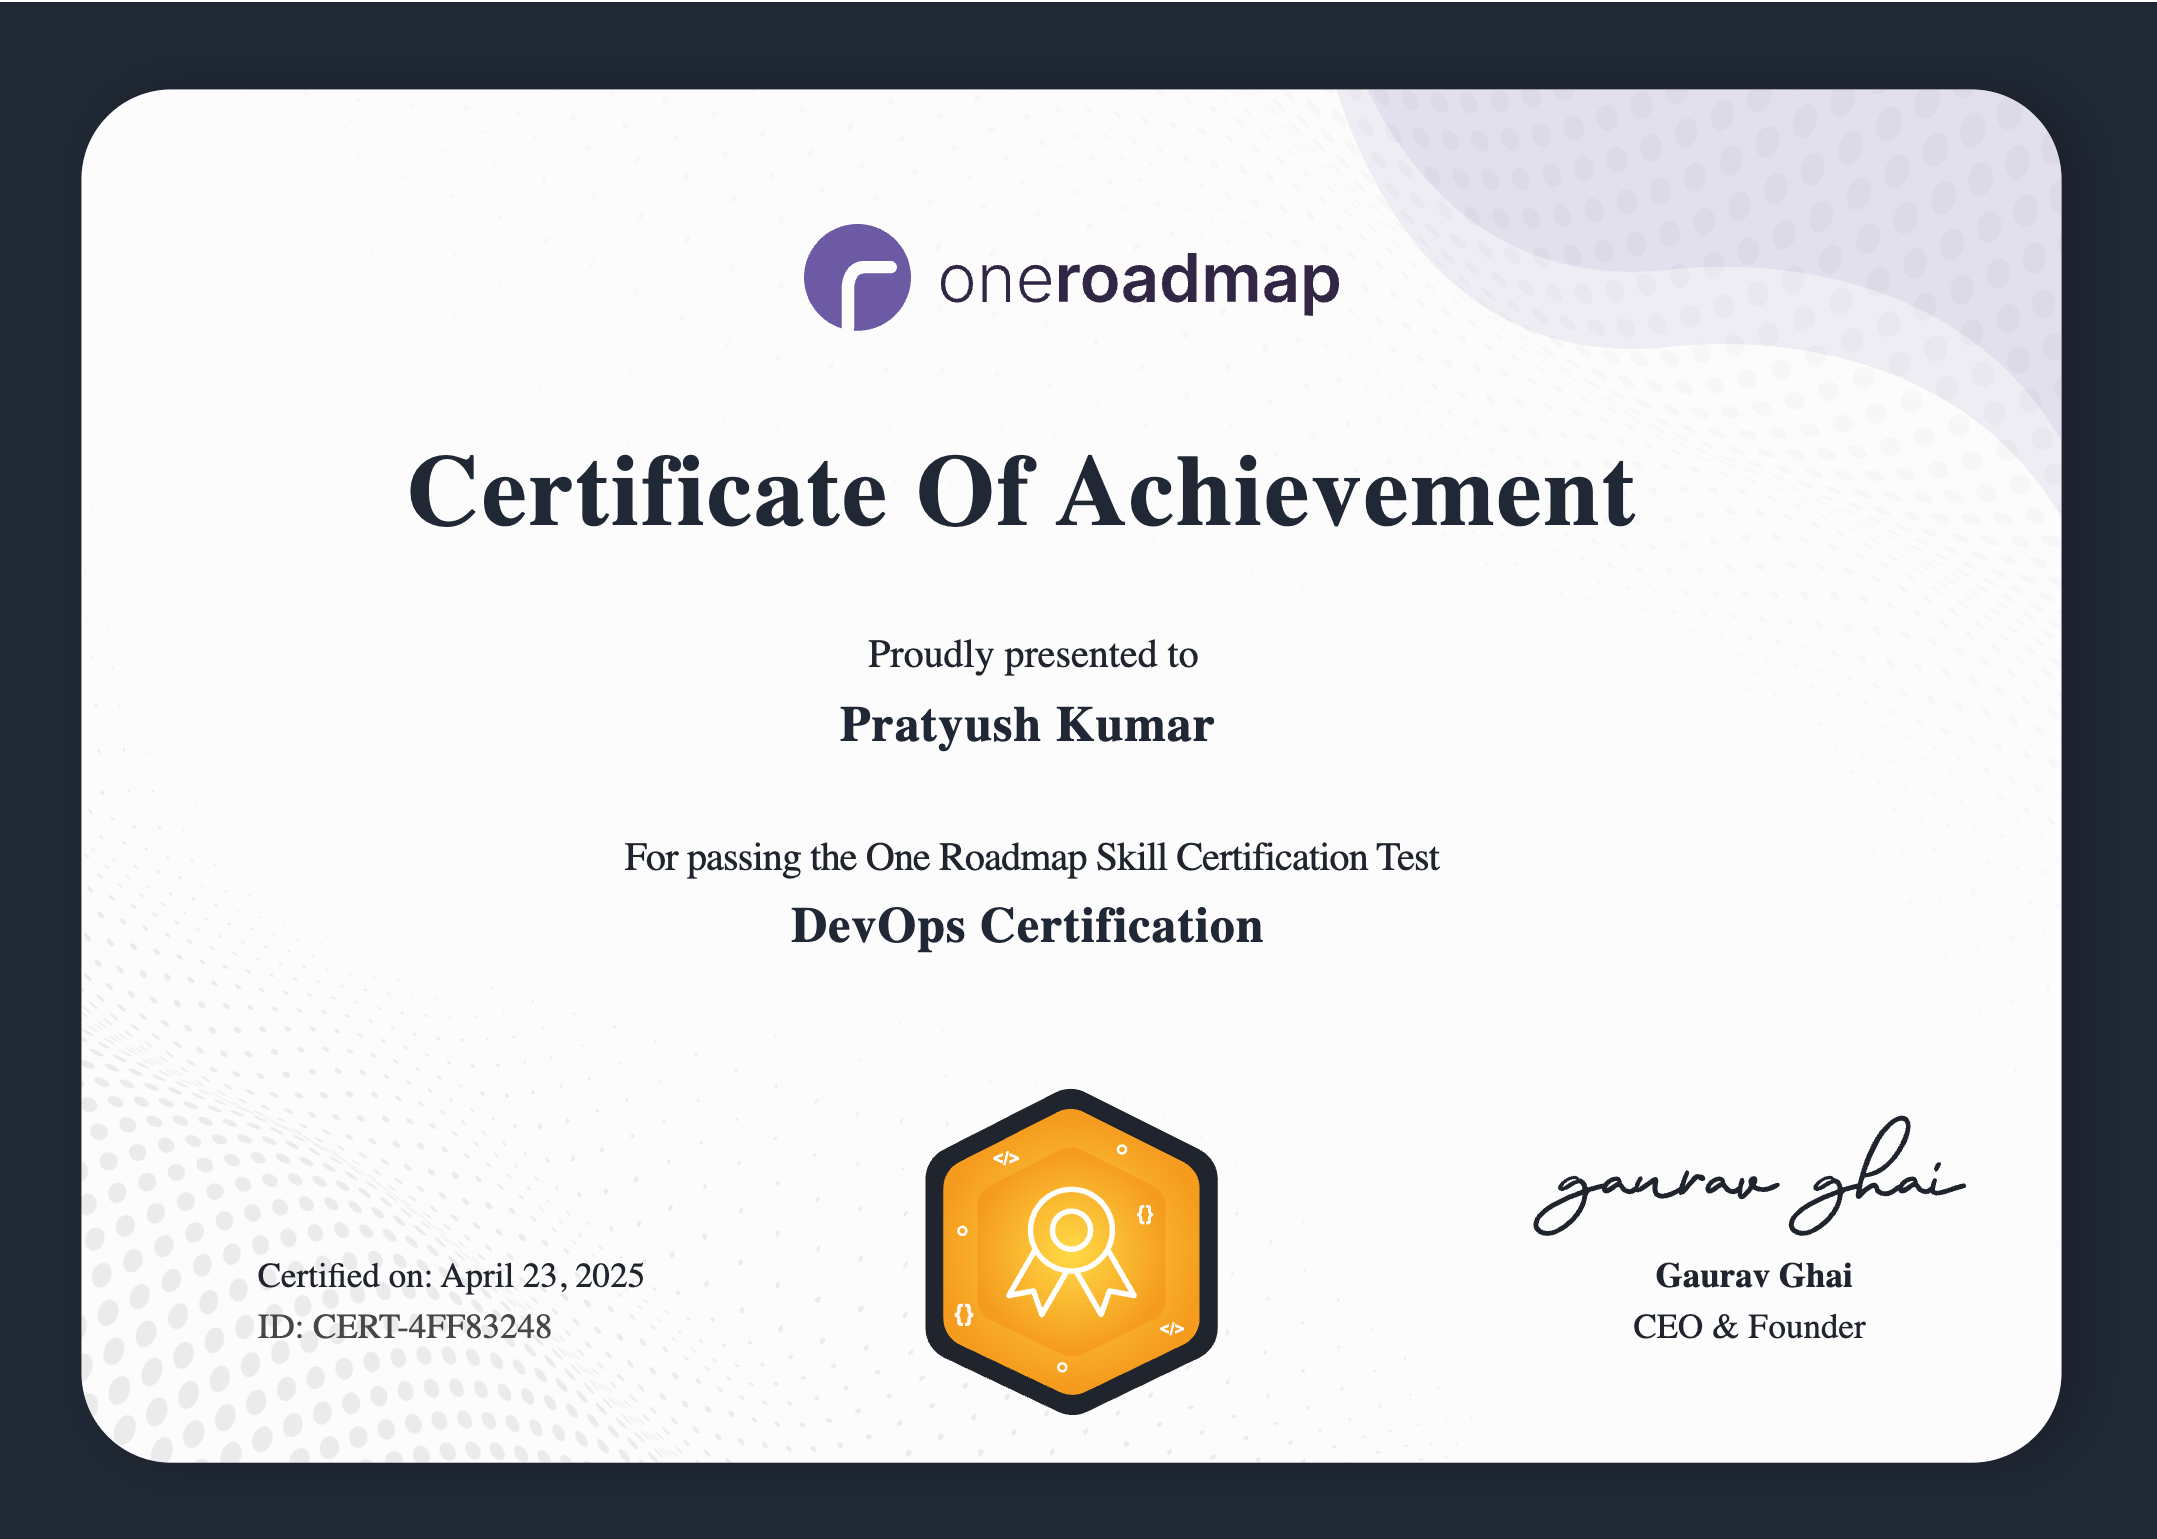 oneroadmap
Certificate Of Achievement
Proudly presented to
Pratyush Kumar
For passing the One Roadmap Skill Certification Test
DevOps Certification
</>
{}
{}
</>
gaurav ghai
Certified on: April 23, 2025
ID: CERT-4FF83248
Gaurav Ghai
CEO & Founder